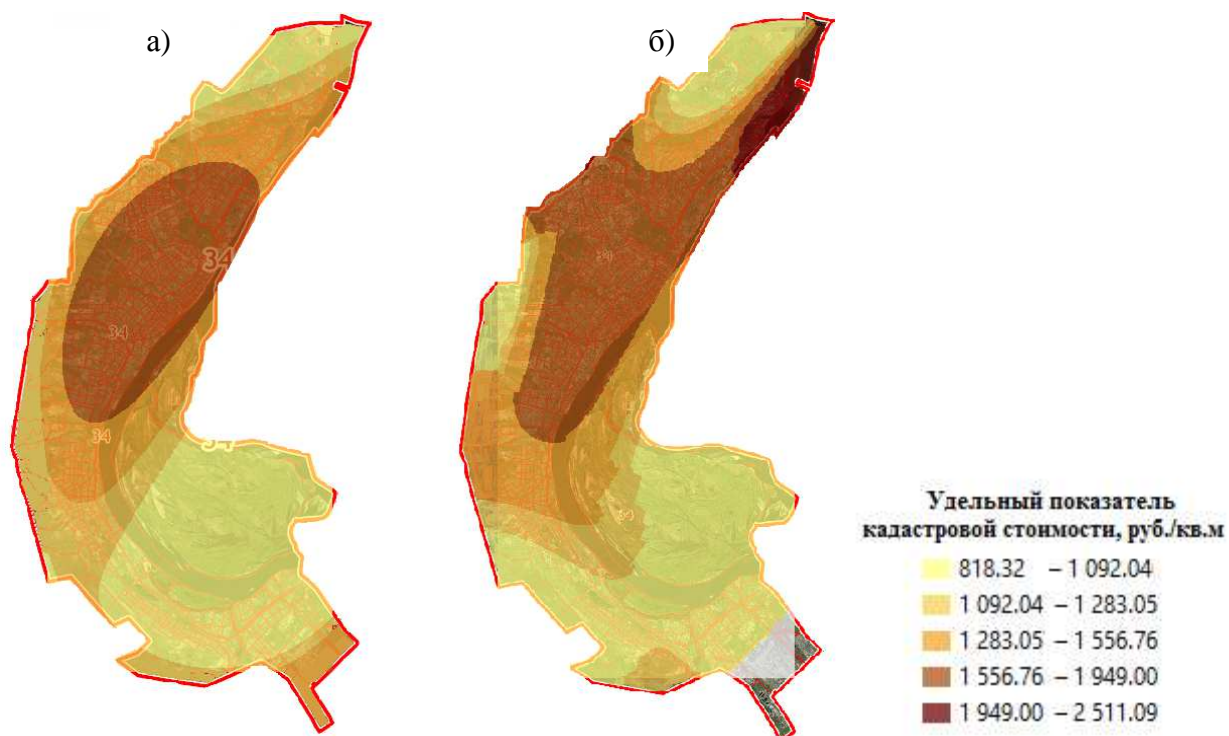 а)
б)
34
34
34
34
34
34
Удельный показатель
кадастровой стоимости, руб./кв.м
818.32 – 1 092.04
1 092.04 – 1 283.05
1 283.05 – 1 556.76
1 556.76 – 1 949.00
1 949.00 – 2 511.09